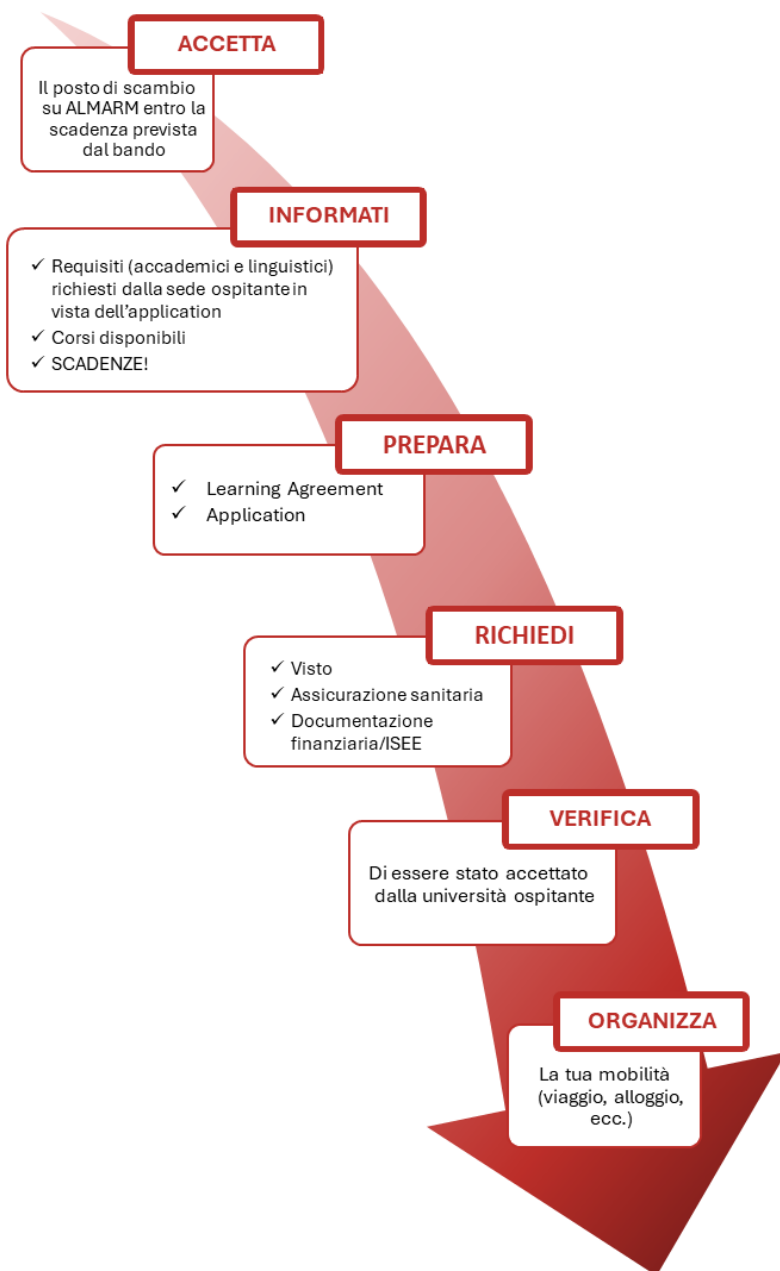 ACCETTA
Il posto di scambio
su ALMARM entro la
scadenza prevista
dal bando
INFORMATI
✓ Requisiti (accademici e linguistici)
richiesti dalla sede ospitante in
vista dell’application
✓ Corsi disponibili
✓ SCADENZE!
PREPARA
✓ Learning Agreement
✓ Application
RICHIEDI
✓ Visto
✓ Assicurazione sanitaria
✓ Documentazione
finanziaria/ISEE
VERIFICA
Di essere stato accettato
dalla università ospitante
ORGANIZZA
La tua mobilità
(viaggio, alloggio,
ecc.)